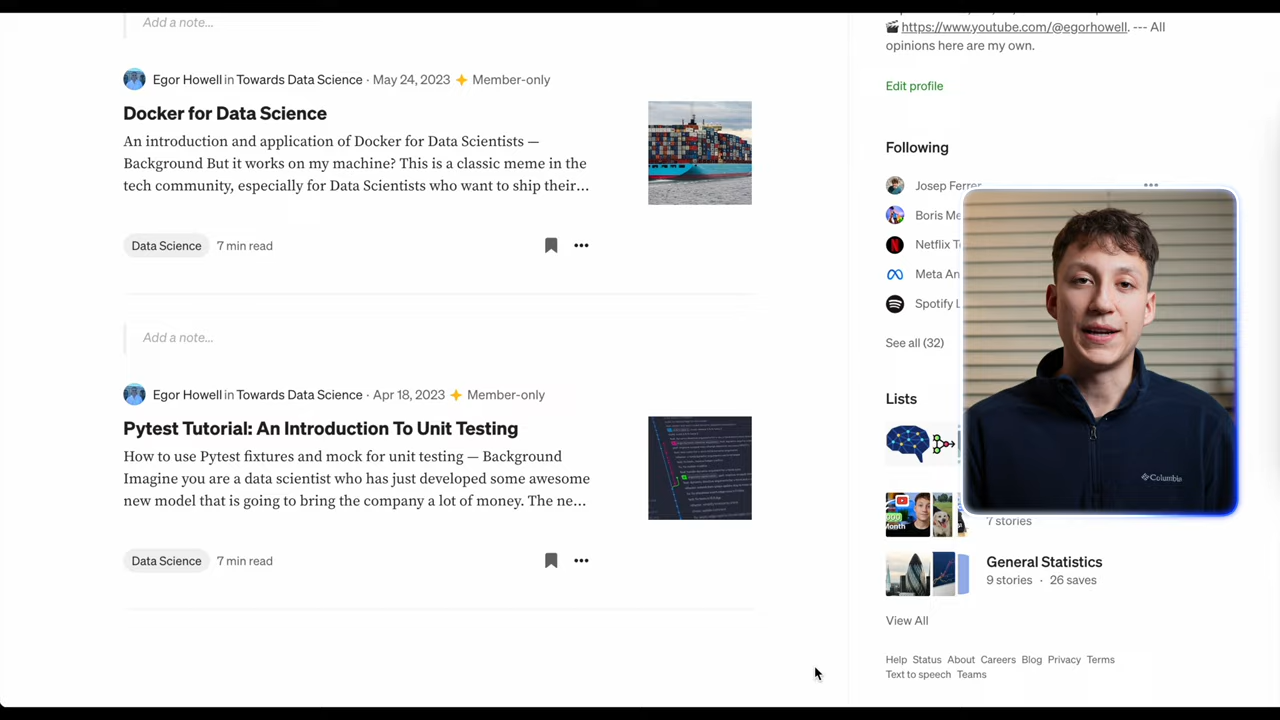 Add a note...
Egor Howell in Towards Data Science · May 24, 2023 Member-only
Docker for Data Science
An introduction and application of Docker for Data Scientists —
Background But it works on my machine? This is a classic meme in the
tech community, especially for Data Scientists who want to ship their...
Data Science 7 min read
Add a note...
Egor Howell in Towards Data Science · Apr 18, 2023 Member-only
Pytest Tutorial: An Introduction To Unit Testing
How to use Pytest fixtures and mock for unit testing — Background
Imagine you are a data scientist who has just developed some awesome
new model that is going to bring the company a lot of money. The ne...
Data Science 7 min read
https://www.youtube.com/@egorhowell. --- All
opinions here are my own.
Edit profile
Following
Josep Ferrer
Boris Me
Netflix T
Meta An
Spotify
See all (32)
Lists
Month
7 stories
General Statistics
9 stories · 26 saves
View All
Help Status About Careers Blog Privacy Terms
Text to speech Teams
Columbia